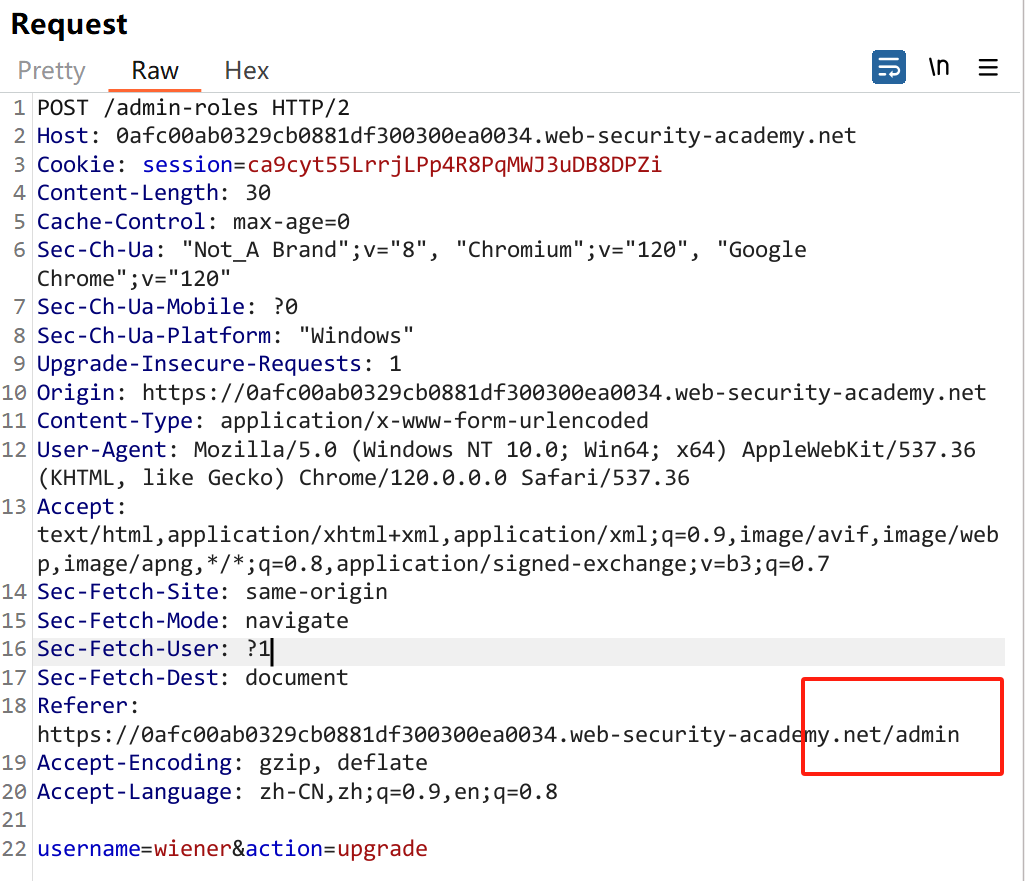 Request
Pretty Raw Hex \n
1 POST /admin-roles HTTP/2
2 Host: 0afc00ab0329cb0881df300300ea0034.web-security-academy.net
3 Cookie: session=ca9cyt55LrrjLPp4R8PqMWJ3uDB8DPZi
4 Content-Length: 30
5 Cache-Control: max-age=0
6 Sec-Ch-Ua: "Not_A Brand";v="8", "Chromium";v="120", "Google
Chrome";v="120"
7 Sec-Ch-Ua-Mobile: ?0
8 Sec-Ch-Ua-Platform: "Windows"
9 Upgrade-Insecure-Requests: 1
10 Origin: https://0afc00ab0329cb0881df300300ea0034.web-security-academy.net
11 Content-Type: application/x-www-form-urlencoded
12 User-Agent: Mozilla/5.0 (Windows NT 10.0; Win64; x64) AppleWebKit/537.36
(KHTML, like Gecko) Chrome/120.0.0.0 Safari/537.36
13 Accept:
text/html,application/xhtml+xml,application/xml;q=0.9,image/avif,image/web
p,image/apng,*/*;q=0.8,application/signed-exchange;v=b3;q=0.7
14 Sec-Fetch-Site: same-origin
15 Sec-Fetch-Mode: navigate
16 Sec-Fetch-User: ?1
17 Sec-Fetch-Dest: document
18 Referer:
https://0afc00ab0329cb0881df300300ea0034.web-security-academy.net/admin
19 Accept-Encoding: gzip, deflate
20 Accept-Language: zh-CN,zh;q=0.9,en;q=0.8
21
22 username=wiener&action=upgrade